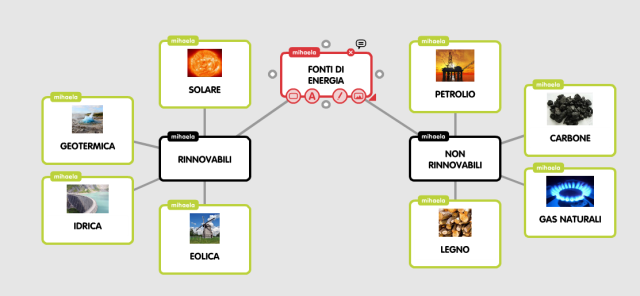 mihaela
FONTI DI
ENERGIA
A
mihaela
SOLARE
mihaela
GEOTERMICA
mihaela
RINNOVABILI
mihaela
IDRICA
mihaela
EOLICA
mihaela
PETROLIO
mihaela
CARBONE
mihaela
NON
RINNOVABILI
mihaela
GAS NATURALI
mihaela
LEGNO